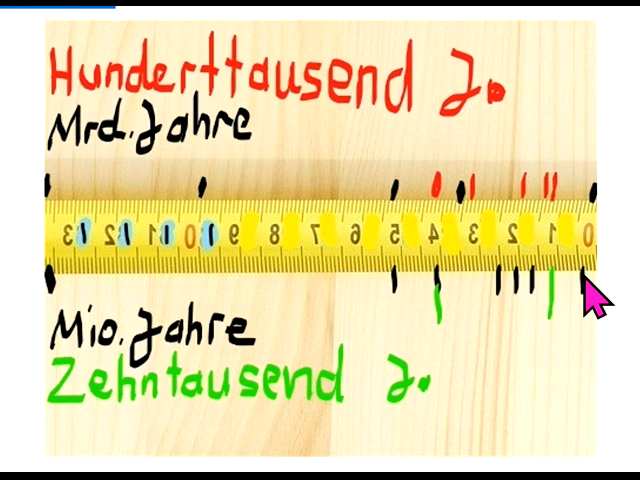 Hunderttausend J.
Mrd. Jahre
13 12 11 10 9 8 7 6 5 4 3 2 1 0
Mio. Jahre
Zehntausend J.